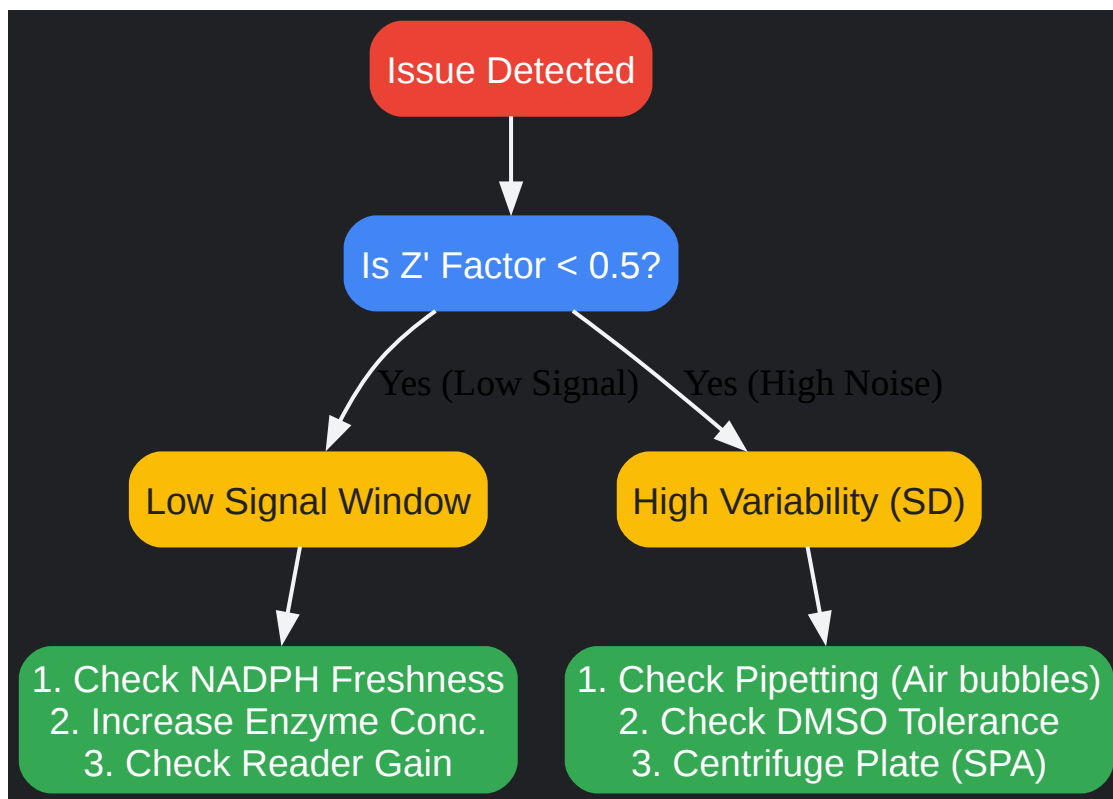 Issue Detected
Is Z' Factor < 0.5?
Yes (Low Signal)
Yes (High Noise)
Low Signal Window
High Variability (SD)
1. Check NADPH Freshness
2. Increase Enzyme Conc.
3. Check Reader Gain
1. Check Pipetting (Air bubbles)
2. Check DMSO Tolerance
3. Centrifuge Plate (SPA)